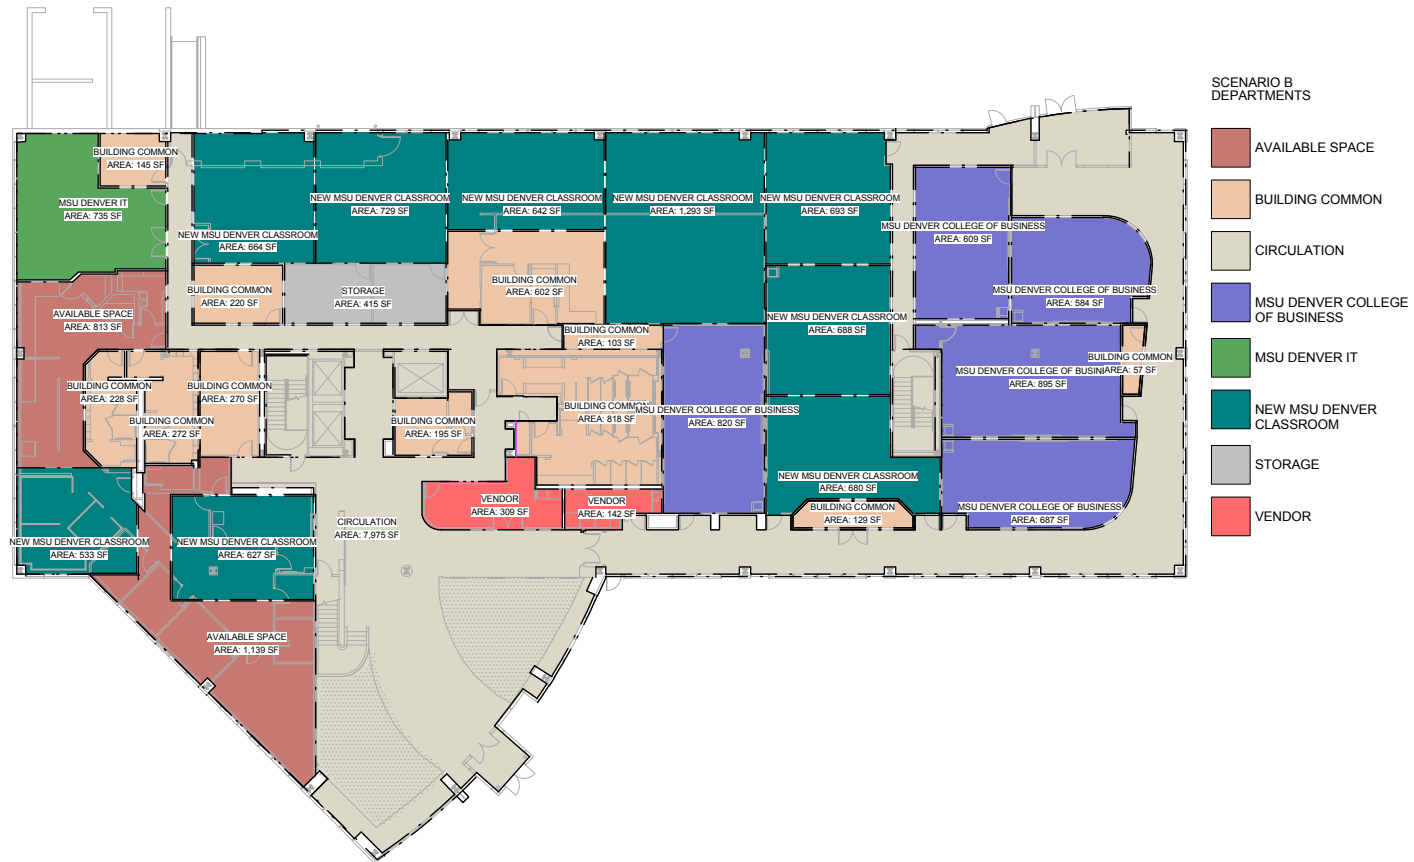 SCENARIO B
DEPARTMENTS
AVAILABLE SPACE
BUILDING COMMON
CIRCULATION
MSU DENVER COLLEGE
OF BUSINESS
MSU DENVER IT
NEW MSU DENVER
CLASSROOM
STORAGE
VENDOR
BUILDING COMMON
AREA: 145 SF
MSU DENVER IT
AREA: 735 SF
NEW MSU DENVER CLASSROOM
AREA: 664 SF
NEW MSU DENVER CLASSROOM
AREA: 729 SF
NEW MSU DENVER CLASSROOM
AREA: 642 SF
NEW MSU DENVER CLASSROOM
AREA: 1,293 SF
NEW MSU DENVER CLASSROOM
AREA: 693 SF
MSU DENVER COLLEGE OF BUSINESS
AREA: 609 SF
MSU DENVER COLLEGE OF BUSINESS
AREA: 584 SF
BUILDING COMMON
AREA: 220 SF
STORAGE
AREA: 415 SF
BUILDING COMMON
AREA: 602 SF
AVAILABLE SPACE
AREA: 813 SF
NEW MSU DENVER CLASSROOM
AREA: 688 SF
BUILDING COMMON
AREA: 103 SF
MSU DENVER COLLEGE OF BUSIN
AREA: 895 SF
BUILDING COMMON
AREA: 57 SF
BUILDING COMMON
AREA: 228 SF
BUILDING COMMON
AREA: 272 SF
BUILDING COMMON
AREA: 270 SF
BUILDING COMMON
AREA: 195 SF
BUILDING COMMON
AREA: 818 SF
MSU DENVER COLLEGE OF BUSINESS
AREA: 820 SF
NEW MSU DENVER CLASSROOM
AREA: 680 SF
BUILDING COMMON
AREA: 129 SF
MSU DENVER COLLEGE OF BUSINESS
AREA: 687 SF
VENDOR
AREA: 309 SF
VENDOR
AREA: 142 SF
CIRCULATION
AREA: 7,975 SF
NEW MSU DENVER CLASSROOM
AREA: 533 SF
NEW MSU DENVER CLASSROOM
AREA: 627 SF
AVAILABLE SPACE
AREA: 1,139 SF